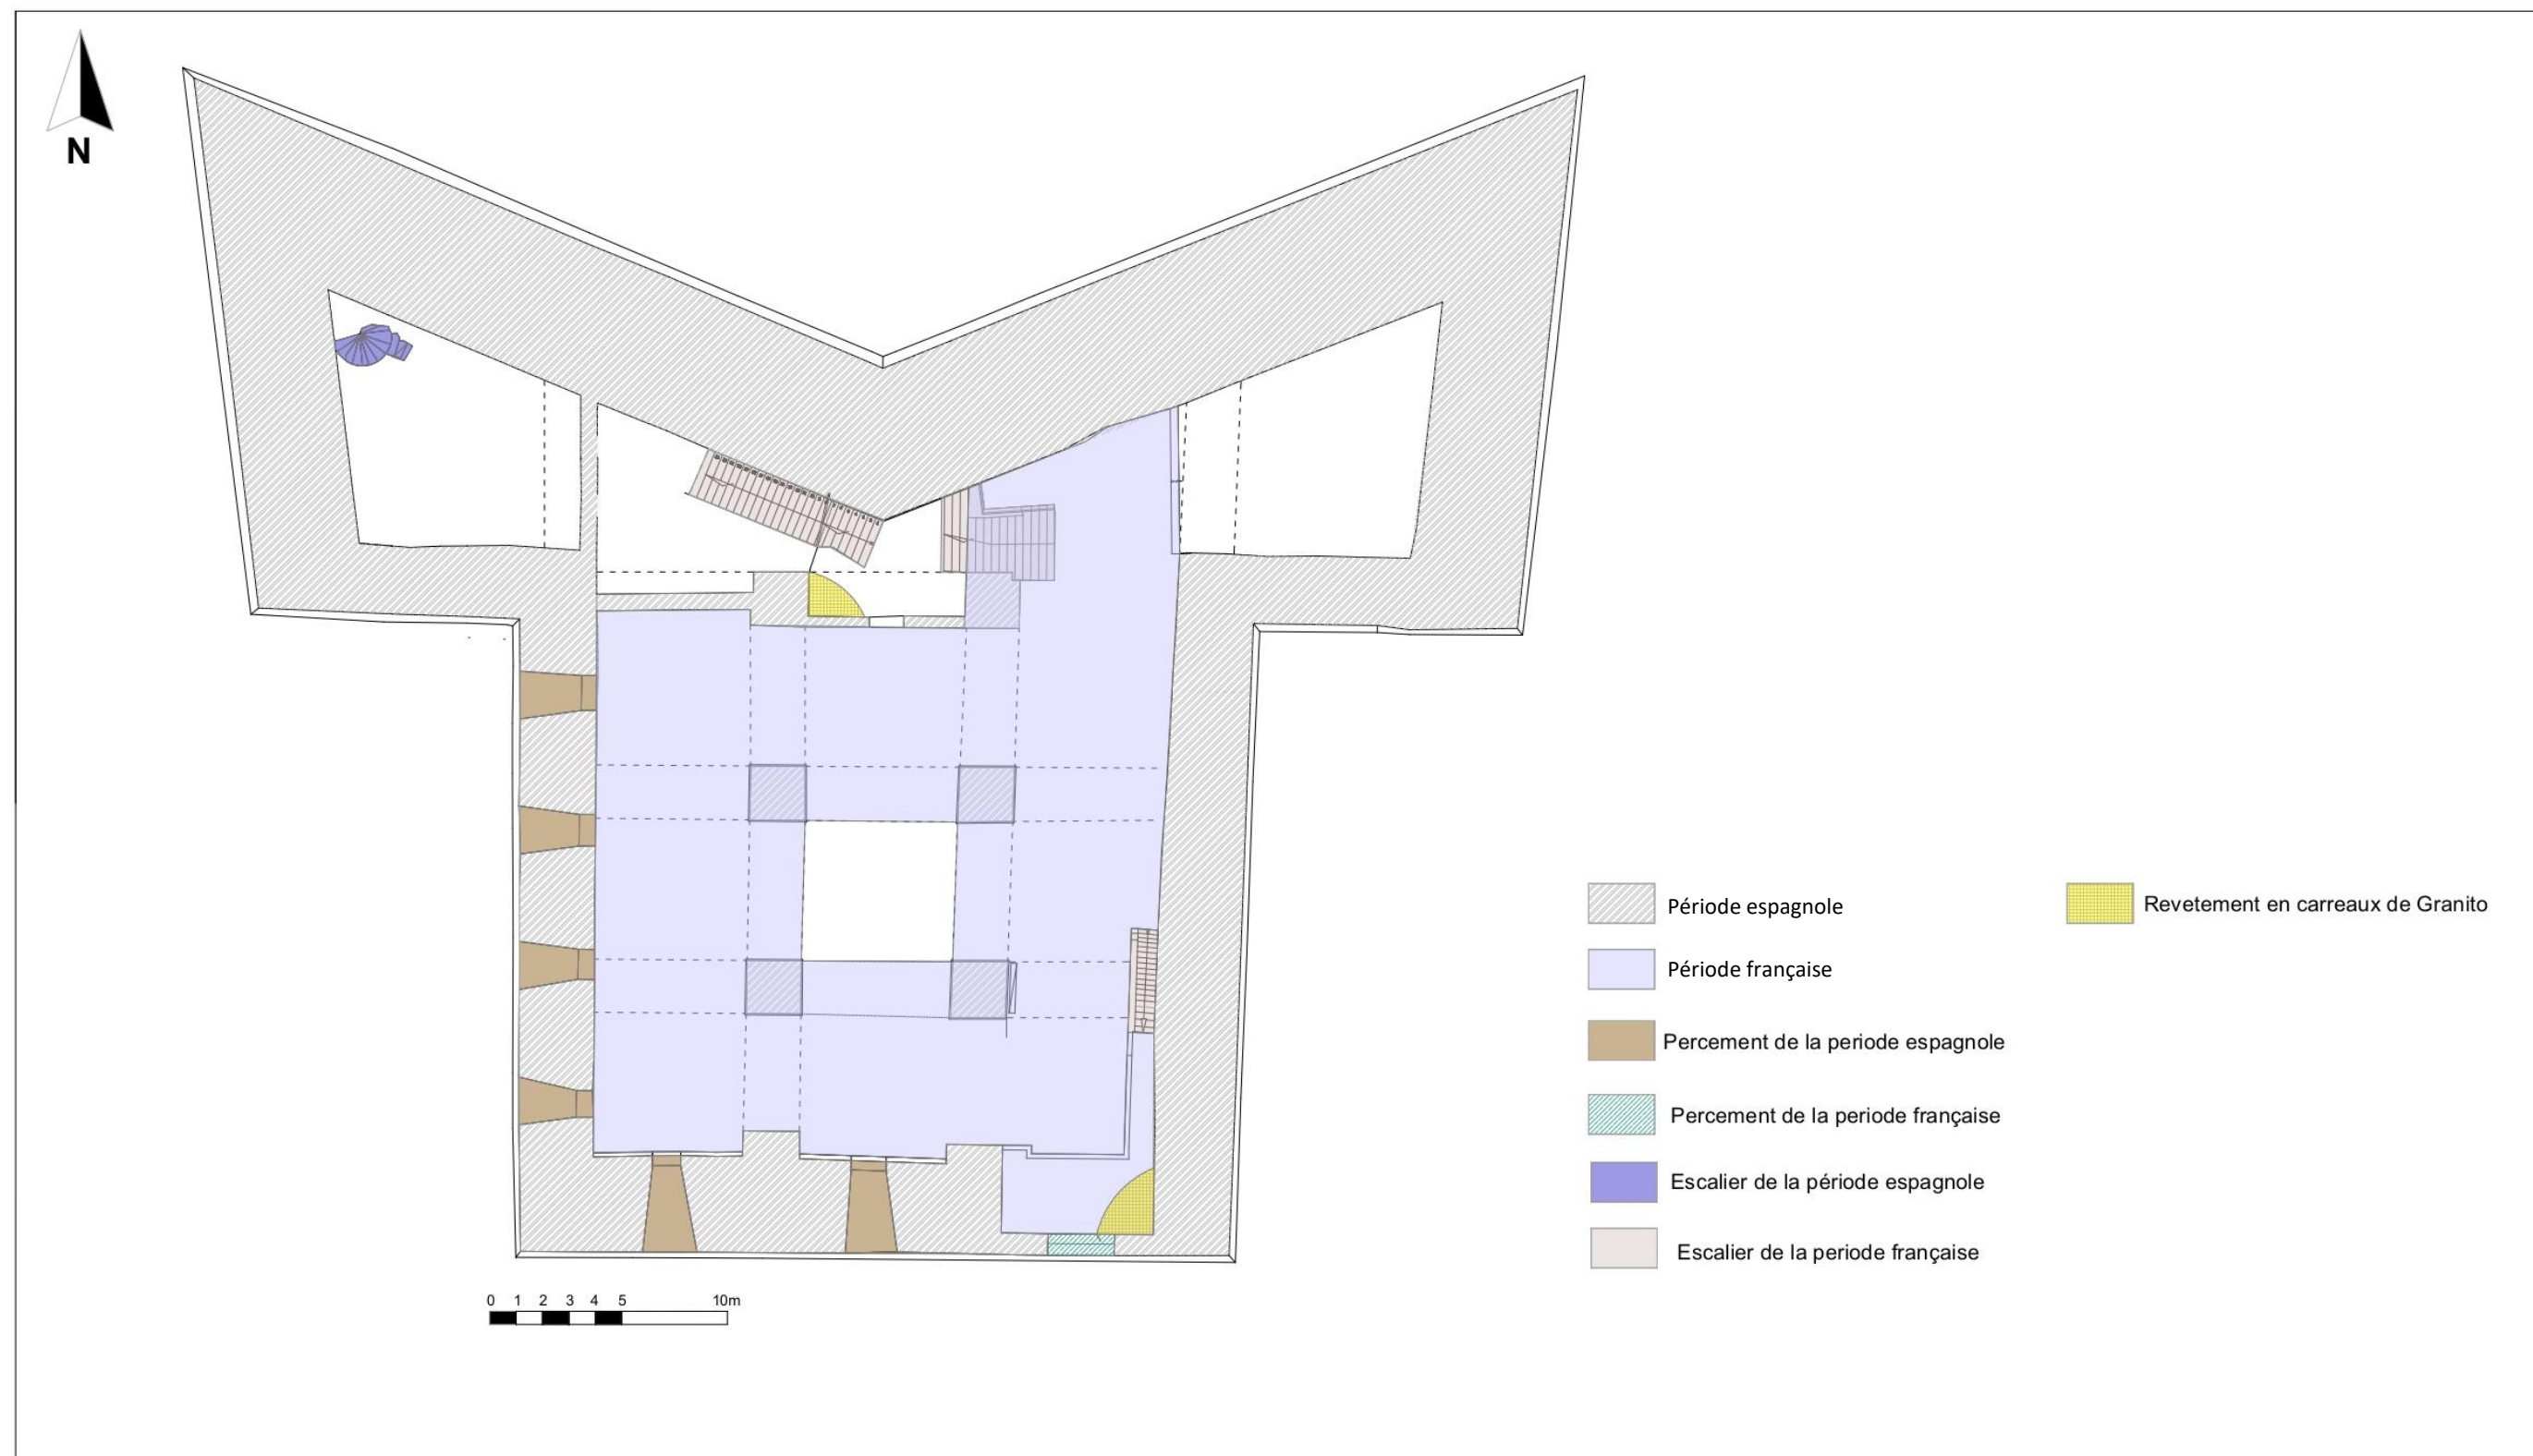 N
Période espagnole
Revetement en carreaux de Granito
Période française
Percement de la periode espagnole
Percement de la periode française
Escalier de la période espagnole
Escalier de la periode française
0 1 2 3 4 5 10m